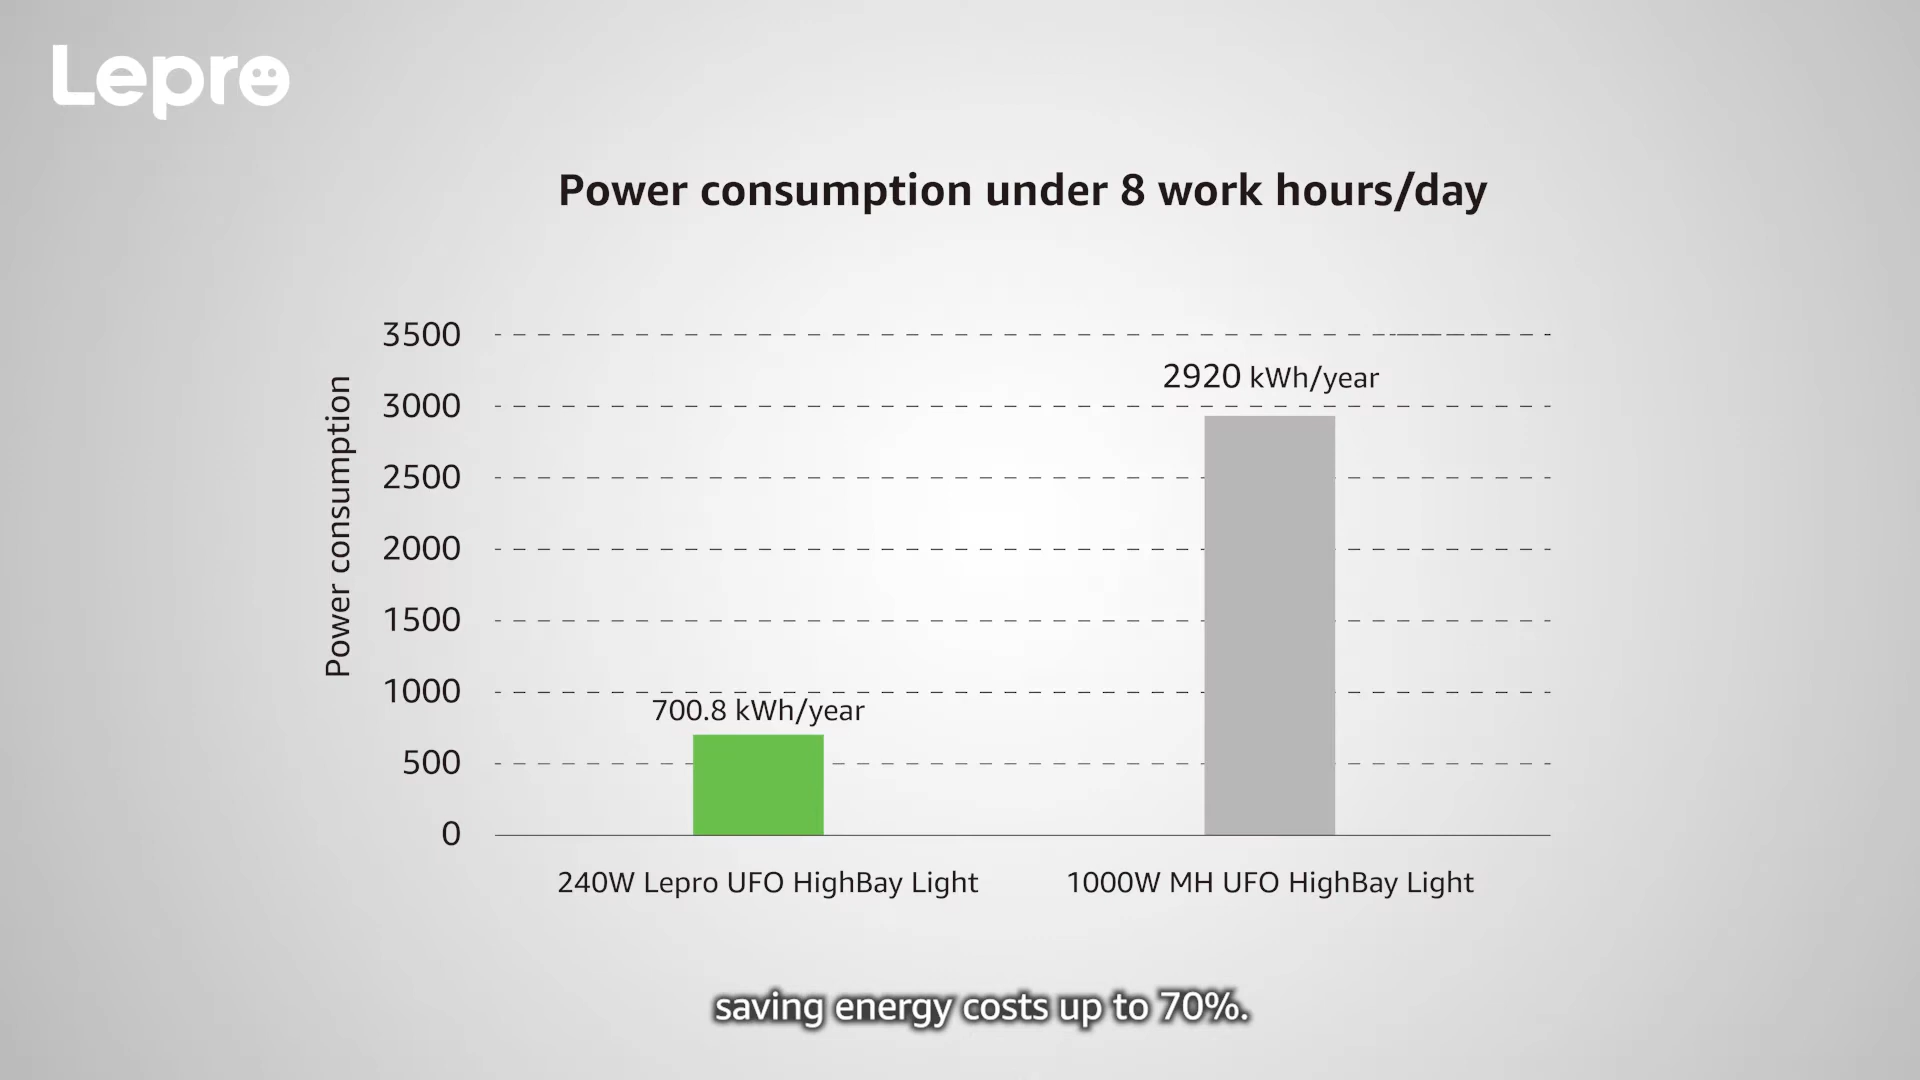 Lepro
Power consumption under 8 work hours/day
Power consumption
3500
3000
2500
2000
1500
1000
500
0
2920 kWh/year
700.8 kWh/year
240W Lepro UFO HighBay Light
1000W MH UFO HighBay Light
saving energy costs up to 70%.